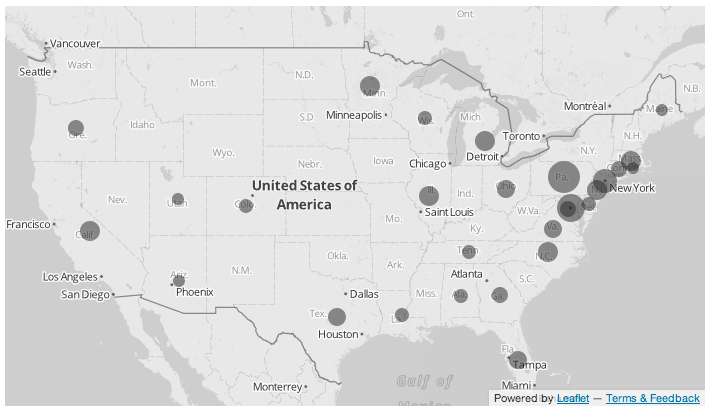 Ont.
Vancouver
Seattle
Wash.
Mont.
N.D.
Minn.
Montréal
N.B.
Maine
Ore.
Idaho
S.D.
Minneapolis
Wis.
Mich.
Toronto
N.H.
Wyo.
Iowa
Chicago
Detroit
N.Y.
Mass.
Conn.
Nebr.
United States of
America
Nev.
Utah
Colo.
Ill.
Ind.
Ohio
Pa.
N.J.
New York
Francisco
Calif.
Mo.
Saint Louis
W.Va.
Va.
Del.
Ky.
Los Angeles
San Diego
Ariz.
Phoenix
N.M.
Okla.
Ark.
Tenn.
N.C.
Atlanta
S.C.
Dallas
Miss.
Ala.
Ga.
Tex.
Houston
La.
Fla.
Tampa
Monterrey
Gulf of
Mexico
Miami
Powered by Leaflet — Terms & Feedback